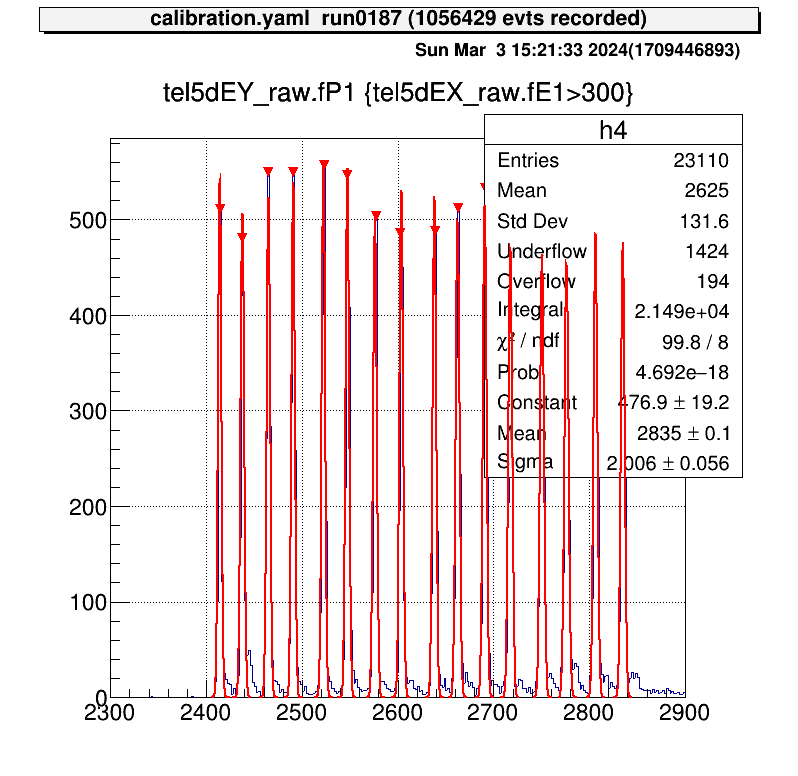 calibration.yaml  run0187 (1056429 evts recorded)
Sun Mar  3 15:21:33 2024(1709446893)
tel5dEY_raw.fP1 {tel5dEX_raw.fE1>300}
h4
Entries 23110
Mean 2625
Std Dev 131.6
Underflow 1424
Overflow 194
Integral 2.149e+04
χ² / ndf 99.8 / 8
Prob 4.692e−18
Constant 476.9 ± 19.2
Mean 2835 ± 0.1
Sigma 2.006 ± 0.056
500
400
300
200
100
0
2300 2400 2500 2600 2700 2800 2900